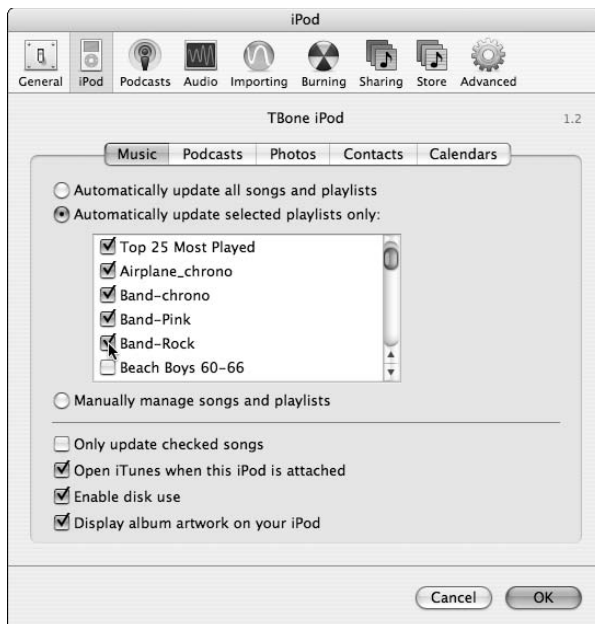 iPod
General iPod Podcasts Audio Importing Burning Sharing Store Advanced
TBone iPod 1.2
Music Podcasts Photos Contacts Calendars
Automatically update all songs and playlists
Automatically update selected playlists only:
Top 25 Most Played
Airplane_chrono
Band-chrono
Band-Pink
Band-Rock
Beach Boys 60-66
Manually manage songs and playlists
Only update checked songs
Open iTunes when this iPod is attached
Enable disk use
Display album artwork on your iPod
Cancel OK